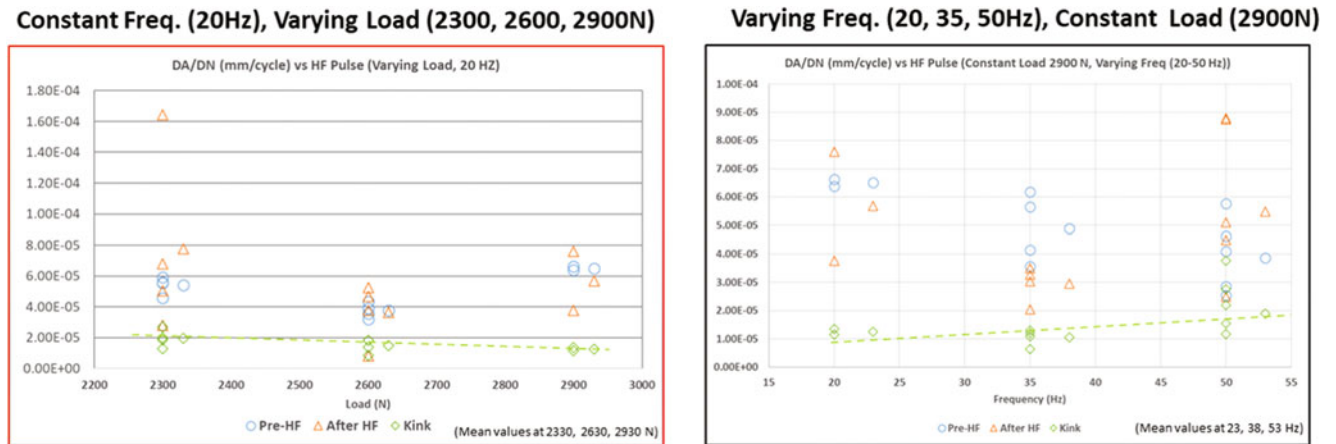 Constant Freq. (20Hz), Varying Load (2300, 2600, 2900N)
DA/DN (mm/cycle) vs HF Pulse (Varying Load, 20 HZ)
1.80E-04
1.60E-04
1.40E-04
1.20E-04
1.00E-04
8.00E-05
6.00E-05
4.00E-05
2.00E-05
0.00E+00
2200 2300 2400 2500 2600 2700 2800 2900 3000
Load (N)
Pre-HF After HF Kink
(Mean values at 2330, 2630, 2930 N)
Varying Freq. (20, 35, 50Hz), Constant Load (2900N)
DA/DN (mm/cycle) vs HF Pulse (Constant Load 2900 N, Varying Freq (20-50 Hz))
1.00E-04
9.00E-05
8.00E-05
7.00E-05
6.00E-05
5.00E-05
4.00E-05
3.00E-05
2.00E-05
1.00E-05
0.00E+00
15 20 25 30 35 40 45 50 55
Frequency (Hz)
Pre-HF After HF Kink
(Mean values at 23, 38, 53 Hz)